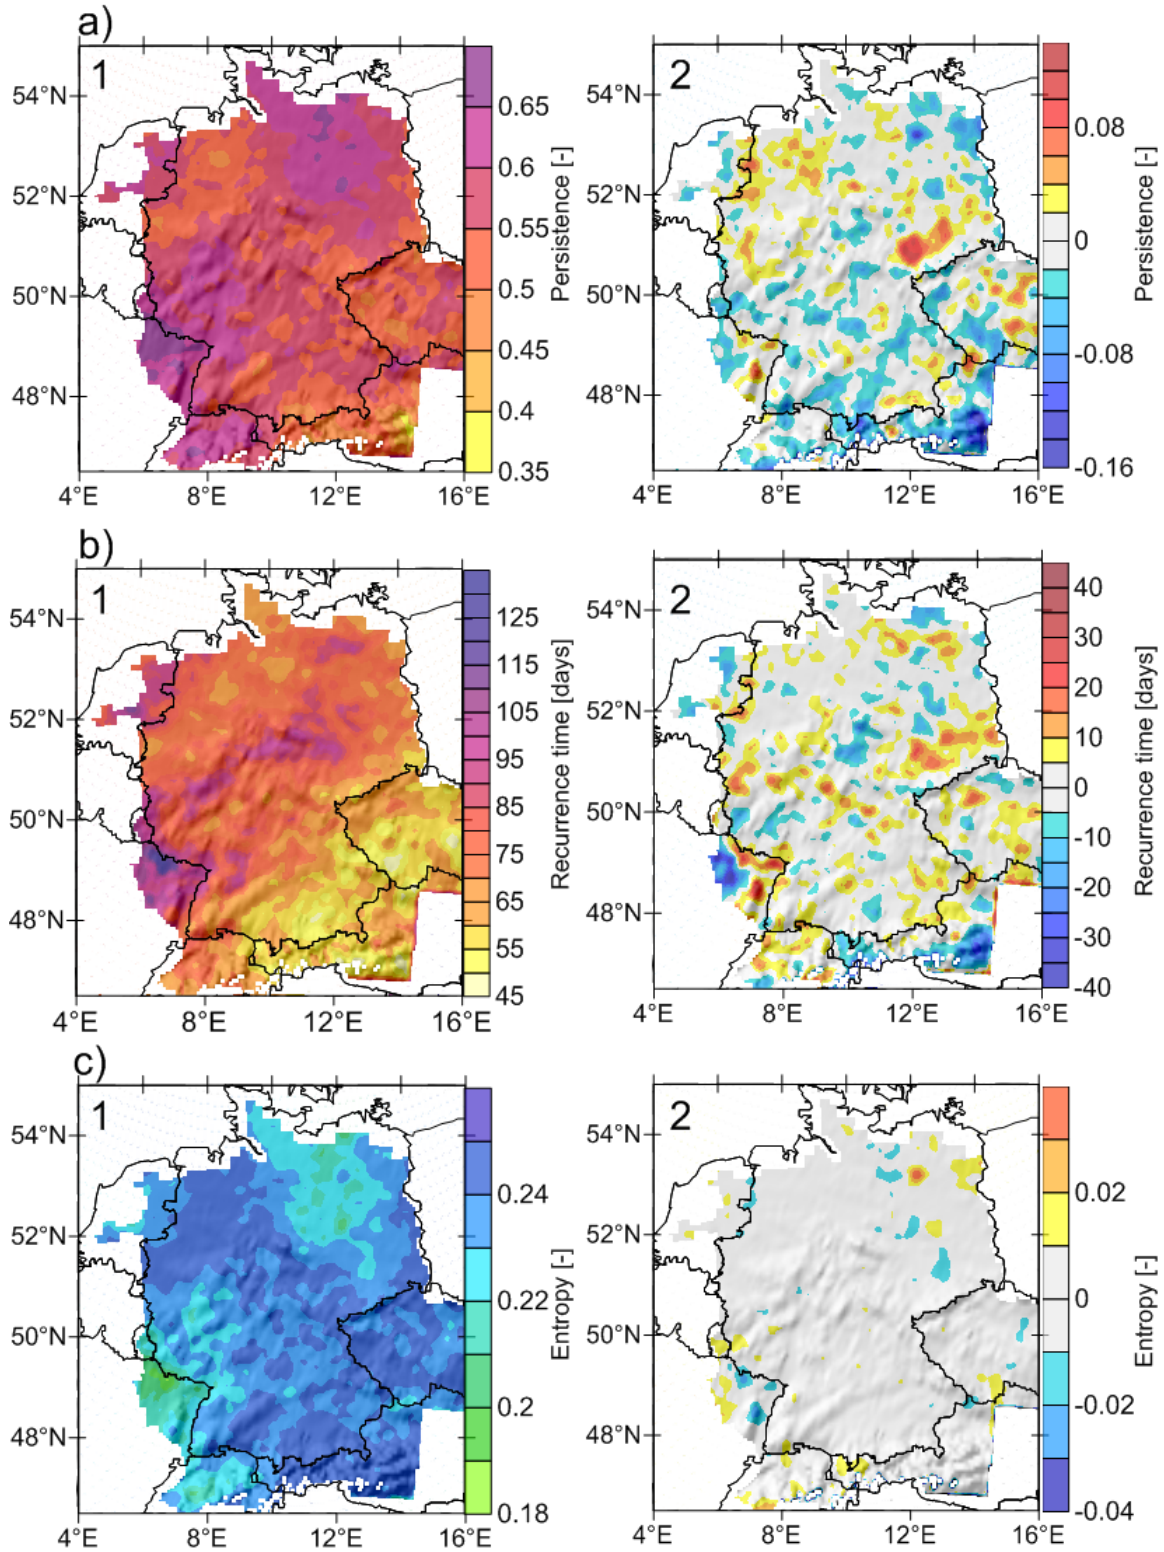 a)
1
54°N
52°N
50°N
48°N
4°E 8°E 12°E 16°E
0.65
0.6
0.55
0.5
0.45
0.4
0.35
Persistence [-]
2
54°N
52°N
50°N
48°N
4°E 8°E 12°E 16°E
0.08
0
-0.08
-0.16
Persistence [-]
b)
1
54°N
52°N
50°N
48°N
4°E 8°E 12°E 16°E
125
115
105
95
85
75
65
55
45
Recurrence time [days]
2
54°N
52°N
50°N
48°N
4°E 8°E 12°E 16°E
40
30
20
10
0
-10
-20
-30
-40
Recurrence time [days]
c)
1
54°N
52°N
50°N
48°N
4°E 8°E 12°E 16°E
0.24
0.22
0.2
0.18
Entropy [-]
2
54°N
52°N
50°N
48°N
4°E 8°E 12°E 16°E
0.02
0
-0.02
-0.04
Entropy [-]